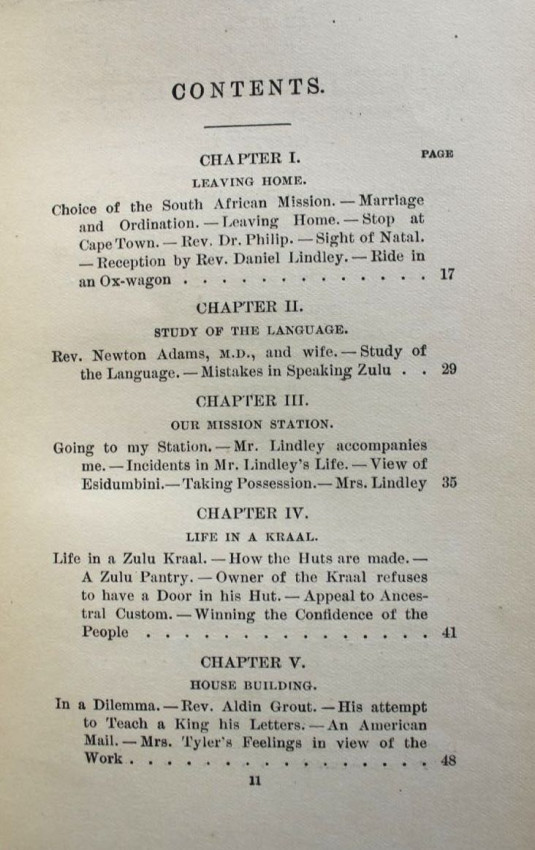 CONTENTS.
CHAPTER I. PAGE
LEAVING HOME.
Choice of the South African Mission. — Marriage
and Ordination. — Leaving Home. — Stop at
Cape Town. — Rev. Dr. Philip. — Sight of Natal.
— Reception by Rev. Daniel Lindley. — Ride in
an Ox-wagon . . . . . . . . . . . . . 17
CHAPTER II.
STUDY OF THE LANGUAGE.
Rev. Newton Adams, M.D., and wife. — Study of
the Language. — Mistakes in Speaking Zulu . . 29
CHAPTER III.
OUR MISSION STATION.
Going to my Station. — Mr. Lindley accompanies
me. — Incidents in Mr. Lindley's Life. — View of
Esidumbini. — Taking Possession. — Mrs. Lindley 35
CHAPTER IV.
LIFE IN A KRAAL.
Life in a Zulu Kraal. — How the Huts are made. —
A Zulu Pantry. — Owner of the Kraal refuses
to have a Door in his Hut. — Appeal to Ances-
tral Custom. — Winning the Confidence of the
People . . . . . . . . . . . . . . . 41
CHAPTER V.
HOUSE BUILDING.
In a Dilemma. — Rev. Aldin Grout. — His attempt
to Teach a King his Letters. — An American
Mail. — Mrs. Tyler's Feelings in view of the
Work . . . . . . . . . . . . . . . . 48
11